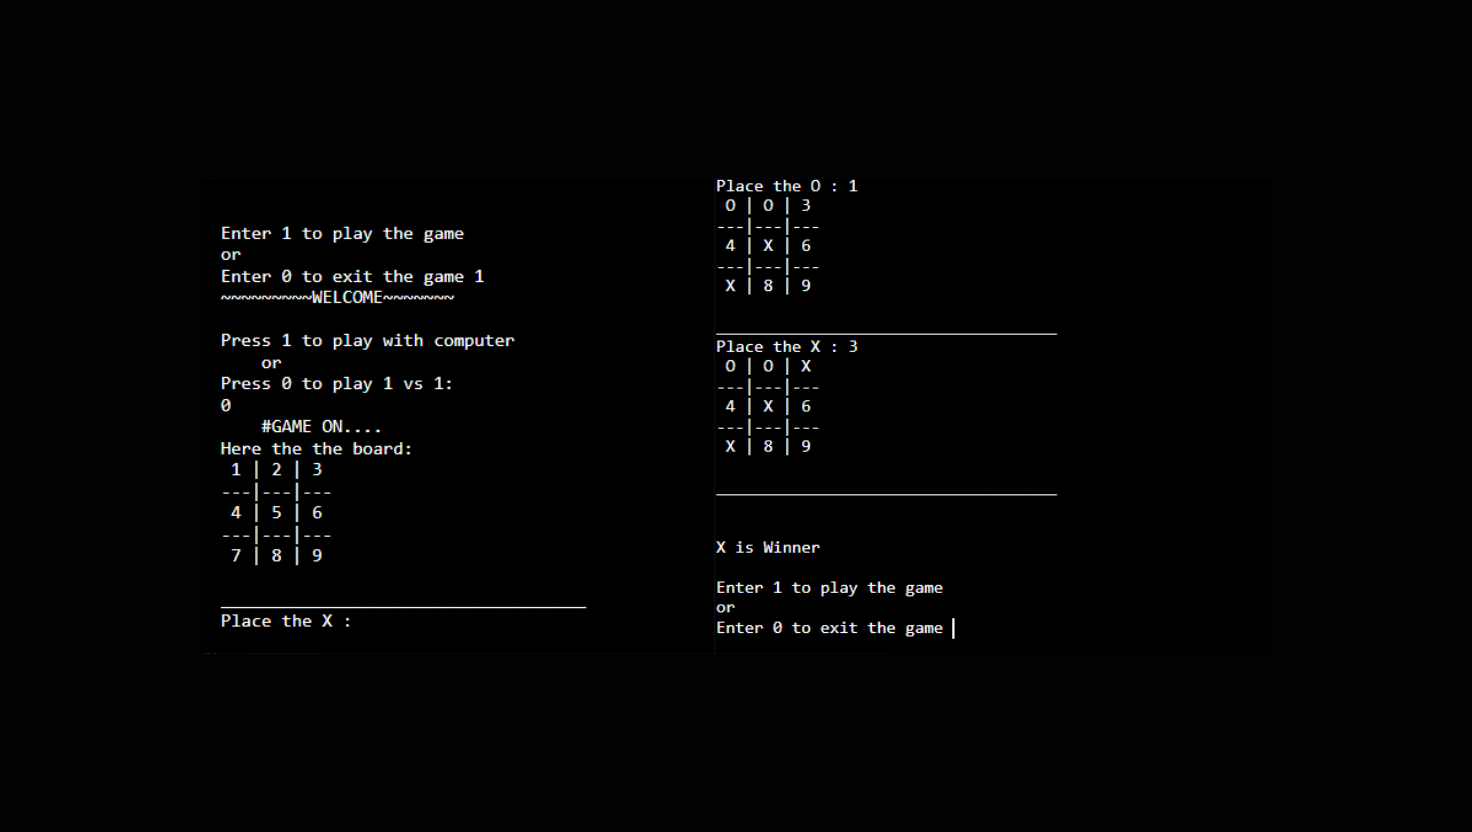 Enter 1 to play the game
or
Enter 0 to exit the game 1
~~~~~~~~~WELCOME~~~~~~~
Press 1 to play with computer
or
Press 0 to play 1 vs 1:
0
#GAME ON....
Here the the board:
1 | 2 | 3
---|---|---
4 | 5 | 6
---|---|---
7 | 8 | 9
____________________________________
Place the X :
Place the O : 1
O | O | 3
---|---|---
4 | X | 6
---|---|---
X | 8 | 9
____________________________________
Place the X : 3
O | O | X
---|---|---
4 | X | 6
---|---|---
X | 8 | 9
____________________________________
X is Winner
Enter 1 to play the game
or
Enter 0 to exit the game